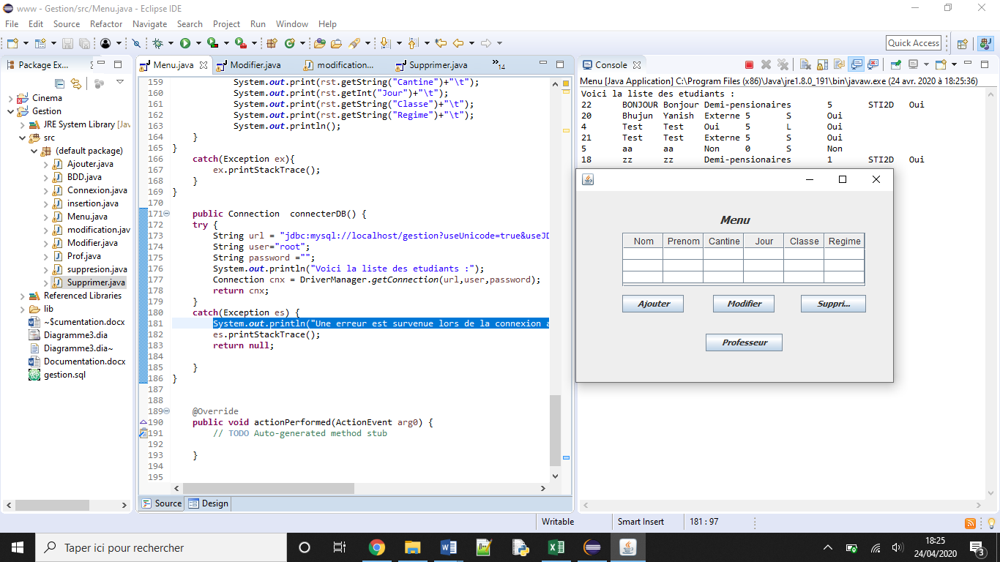 www - Gestion/src/Menu.java - Eclipse IDE
File Edit Source Refactor Navigate Search Project Run Window Help
Quick Access
Package Ex...
Cinema
Gestion
JRE System Library [Jav
src
(default package)
Ajouter.java
BDD.java
Connexion.java
insertion.java
Menu.java
modification.jav
Modifier.java
Prof.java
suppresion.java
Supprimer.java
Referenced Libraries
lib
~$cumentation.docx
Diagramme3.dia
Diagramme3.dia~
Documentation.docx
gestion.sql
Menu.java Modifier.java modification... Supprimer.java »14
159 System.out.print(rst.getString("Cantine")+"\t");
160 System.out.print(rst.getInt("Jour")+"\t");
161 System.out.print(rst.getString("Classe")+"\t");
162 System.out.print(rst.getString("Regime")+"\t");
163 System.out.println();
164 }
165 }
166 catch(Exception ex){
167 ex.printStackTrace();
168 }
169 }
170
171 public Connection connecterDB() {
172 try {
173 String url = "jdbc:mysql://localhost/gestion?useUnicode=true&useJD
174 String user="root";
175 String password ="";
176 System.out.println("Voici la liste des etudiants :");
177 Connection cnx = DriverManager.getConnection(url,user,password);
178 return cnx;
179 }
180 catch(Exception es) {
181 System.out.println("Une erreur est survenue lors de la connexion a
182 es.printStackTrace();
183 return null;
184
185 }
186 }
187
188
189 @Override
190 public void actionPerformed(ActionEvent arg0) {
191 // TODO Auto-generated method stub
192
193 }
194
195
Source Design
Console
Menu [Java Application] C:\Program Files (x86)\Java\jre1.8.0_191\bin\javaw.exe (24 avr. 2020 à 18:25:36)
Voici la liste des etudiants :
22 BONJOUR Bonjour Demi-pensionaires 5 STI2D Oui
20 Bhujun Yanish Externe 5 S Oui
4 Test Test Oui 5 L Oui
21 Test Test Externe 5 S Oui
5 aa aa Non 0 S Non
18 zz zz Demi-pensionaires 1 STI2D Oui
Menu
Nom Prenom Cantine Jour Classe Regime
Ajouter Modifier Suppri...
Professeur
Writable Smart Insert 181 : 97
Taper ici pour rechercher
18:25
24/04/2020
3